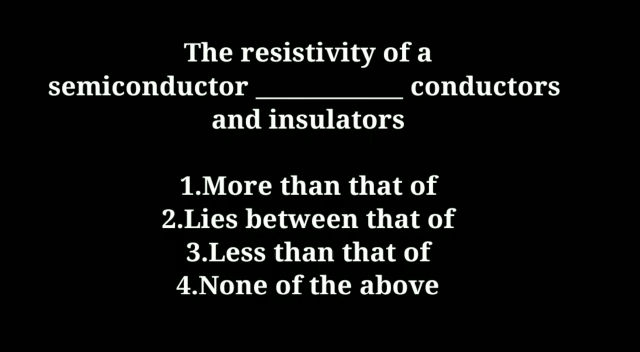 The resistivity of a
semiconductor ____________ conductors
and insulators
1.More than that of
2.Lies between that of
3.Less than that of
4.None of the above